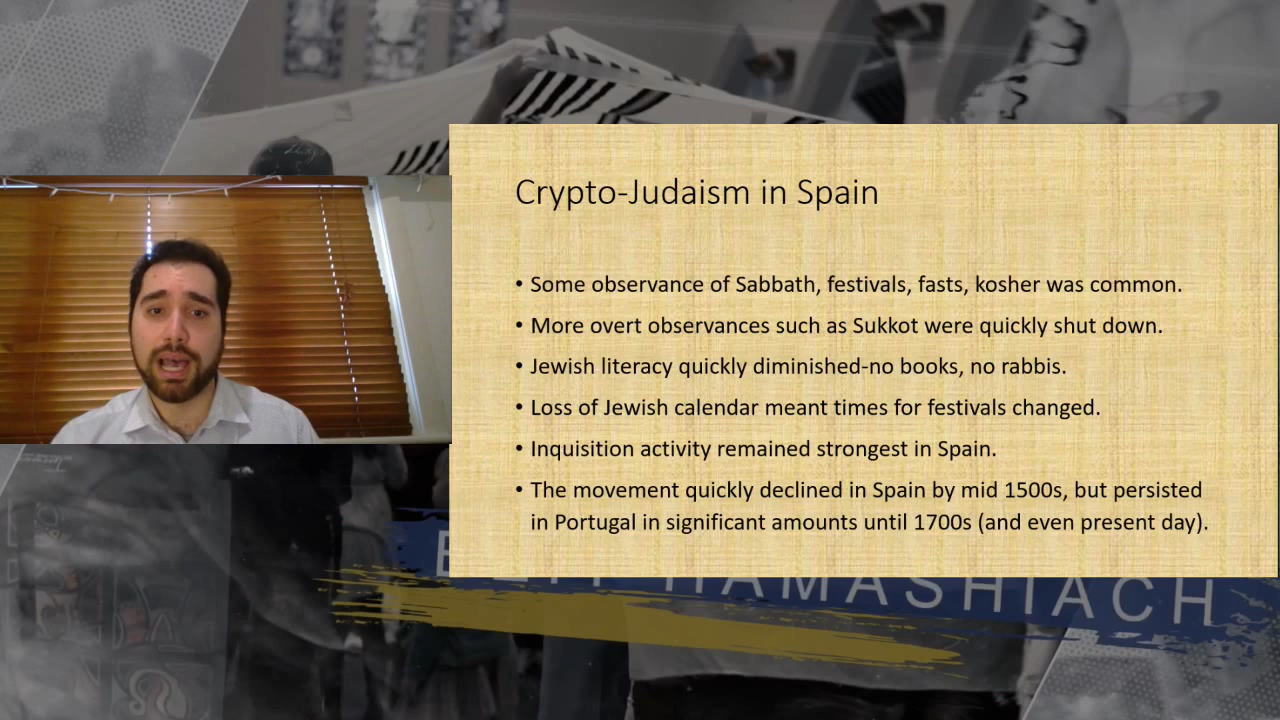 Crypto-Judaism in Spain
• Some observance of Sabbath, festivals, fasts, kosher was common.
• More overt observances such as Sukkot were quickly shut down.
• Jewish literacy quickly diminished-no books, no rabbis.
• Loss of Jewish calendar meant times for festivals changed.
• Inquisition activity remained strongest in Spain.
• The movement quickly declined in Spain by mid 1500s, but persisted
in Portugal in significant amounts until 1700s (and even present day).
HAMASHIACH